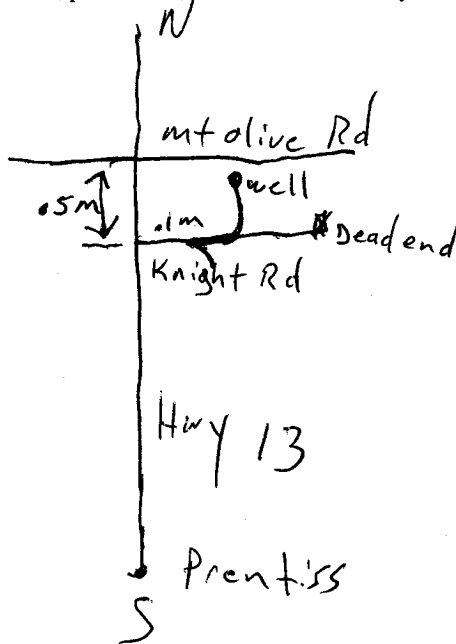 N
mt olive Rd
.5m
well
.1m
Dead end
Knight Rd
Hwy 13
Prentiss
S